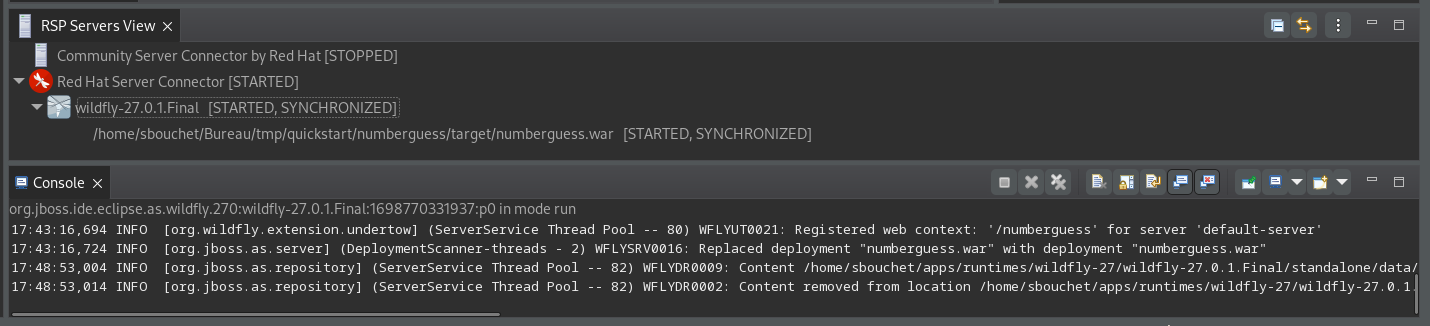 RSP Servers View
Community Server Connector by Red Hat [STOPPED]
Red Hat Server Connector [STARTED]
wildfly-27.0.1.Final [STARTED, SYNCHRONIZED]
/home/sbouchet/Bureau/tmp/quickstart/numberguess/target/numberguess.war [STARTED, SYNCHRONIZED]
Console
org.jboss.ide.eclipse.as.wildfly.270:wildfly-27.0.1.Final:1698770331937:p0 in mode run
17:43:16,694 INFO [org.wildfly.extension.undertow] (ServerService Thread Pool -- 80) WFLYUT0021: Registered web context: '/numberguess' for server 'default-server'
17:43:16,724 INFO [org.jboss.as.server] (DeploymentScanner-threads - 2) WFLYSRV0016: Replaced deployment "numberguess.war" with deployment "numberguess.war"
17:48:53,004 INFO [org.jboss.as.repository] (ServerService Thread Pool -- 82) WFLYDR0009: Content /home/sbouchet/apps/runtimes/wildfly-27/wildfly-27.0.1.Final/standalone/data/
17:48:53,014 INFO [org.jboss.as.repository] (ServerService Thread Pool -- 82) WFLYDR0002: Content removed from location /home/sbouchet/apps/runtimes/wildfly-27/wildfly-27.0.1.